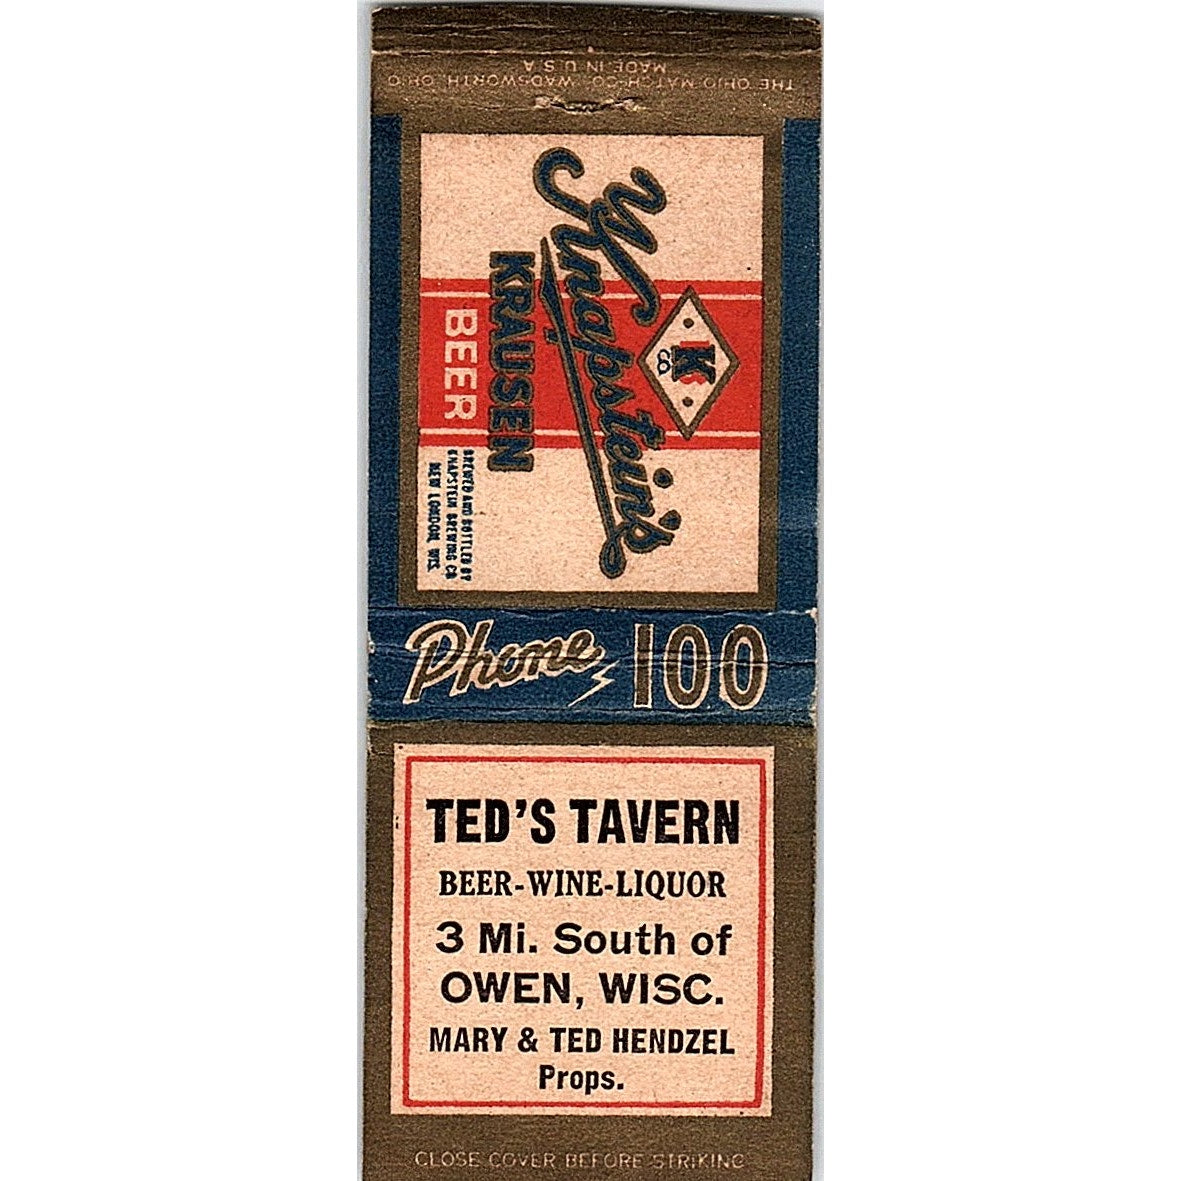 THE OHIO MATCH CO. WADSWORTH, OHIO
MADE IN U.S.A.
Knapstein's
K
KRAUSEN
BEER
BREWED AND BOTTLED BY
KNAPSTEIN BREWING CO
NEW LONDON, WIS.
Phone 100
TED'S TAVERN
BEER-WINE-LIQUOR
3 Mi. South of
OWEN, WISC.
MARY & TED HENDZEL
Props.
CLOSE COVER BEFORE STRIKING